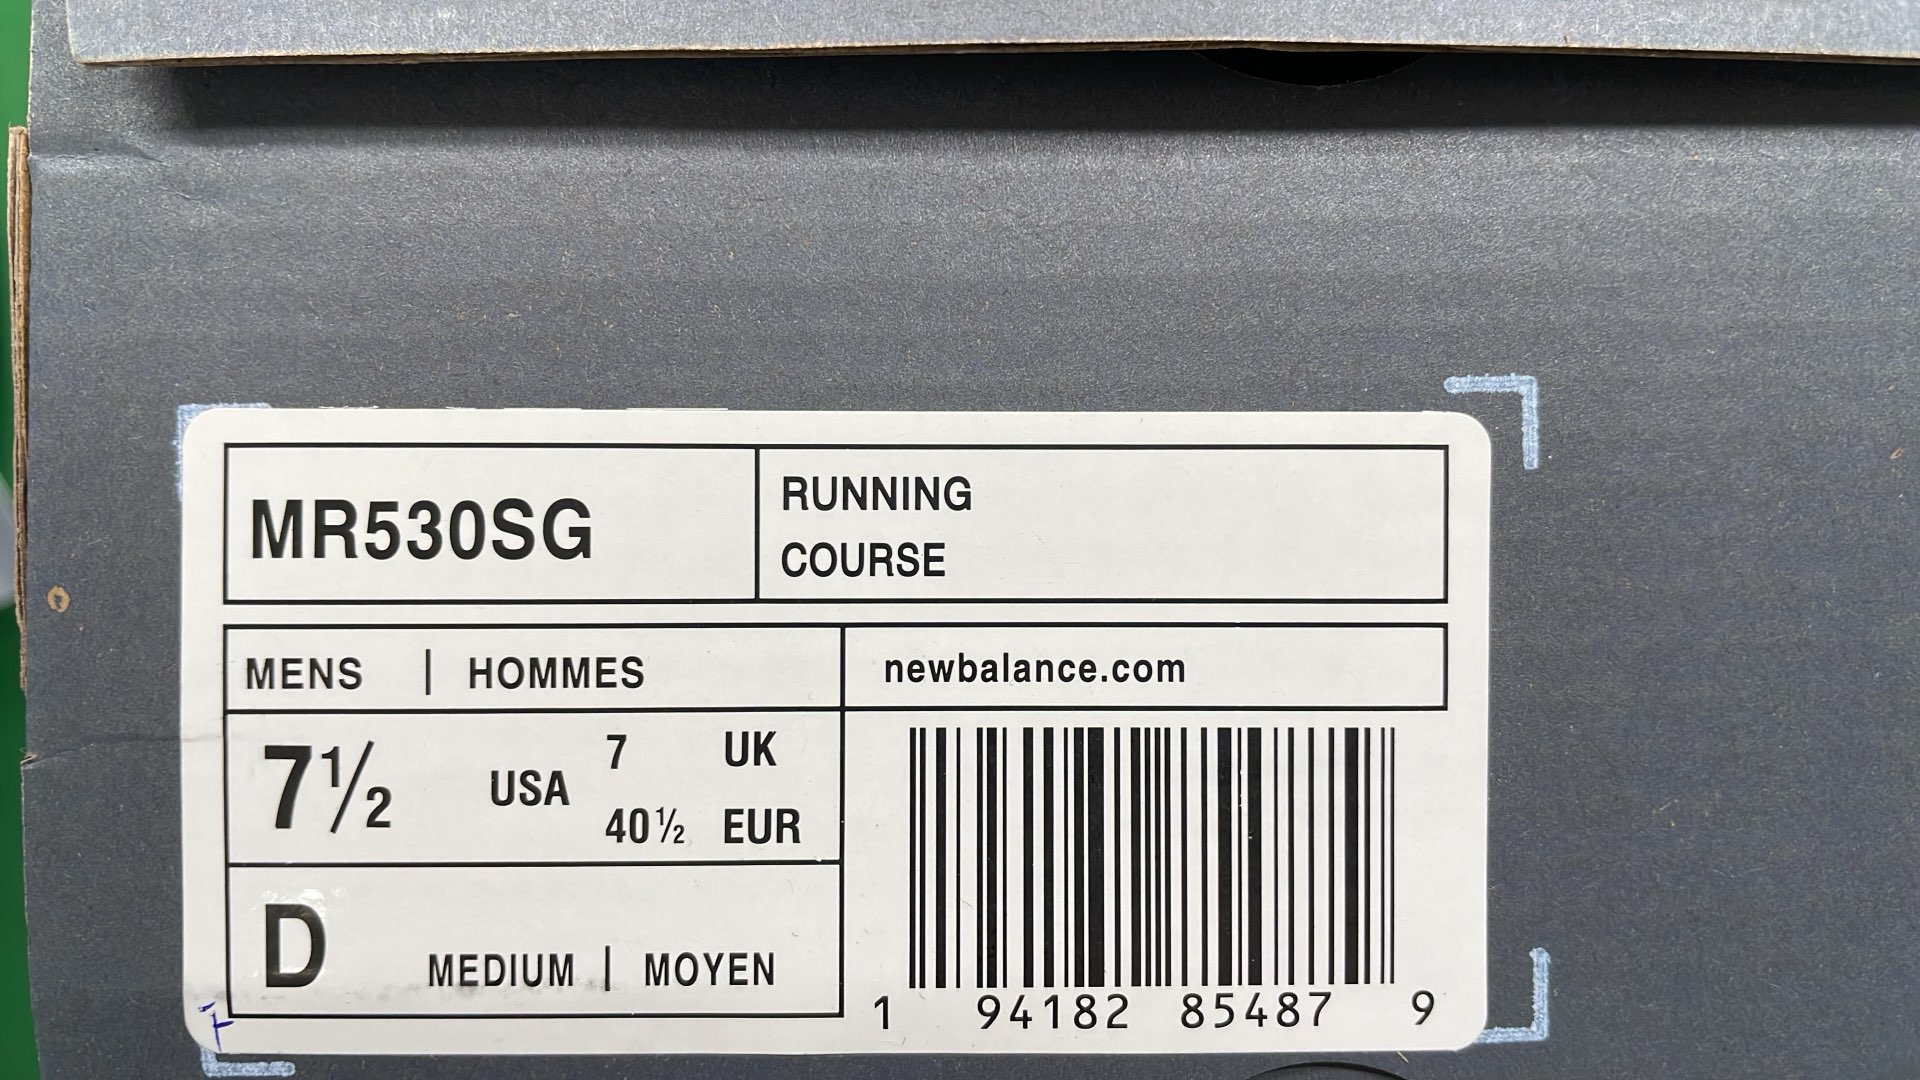 MR530SG
RUNNING
COURSE
MENS | HOMMES
newbalance.com
7½ USA
7 UK
40½ EUR
D MEDIUM | MOYEN
1 94182 85487 9